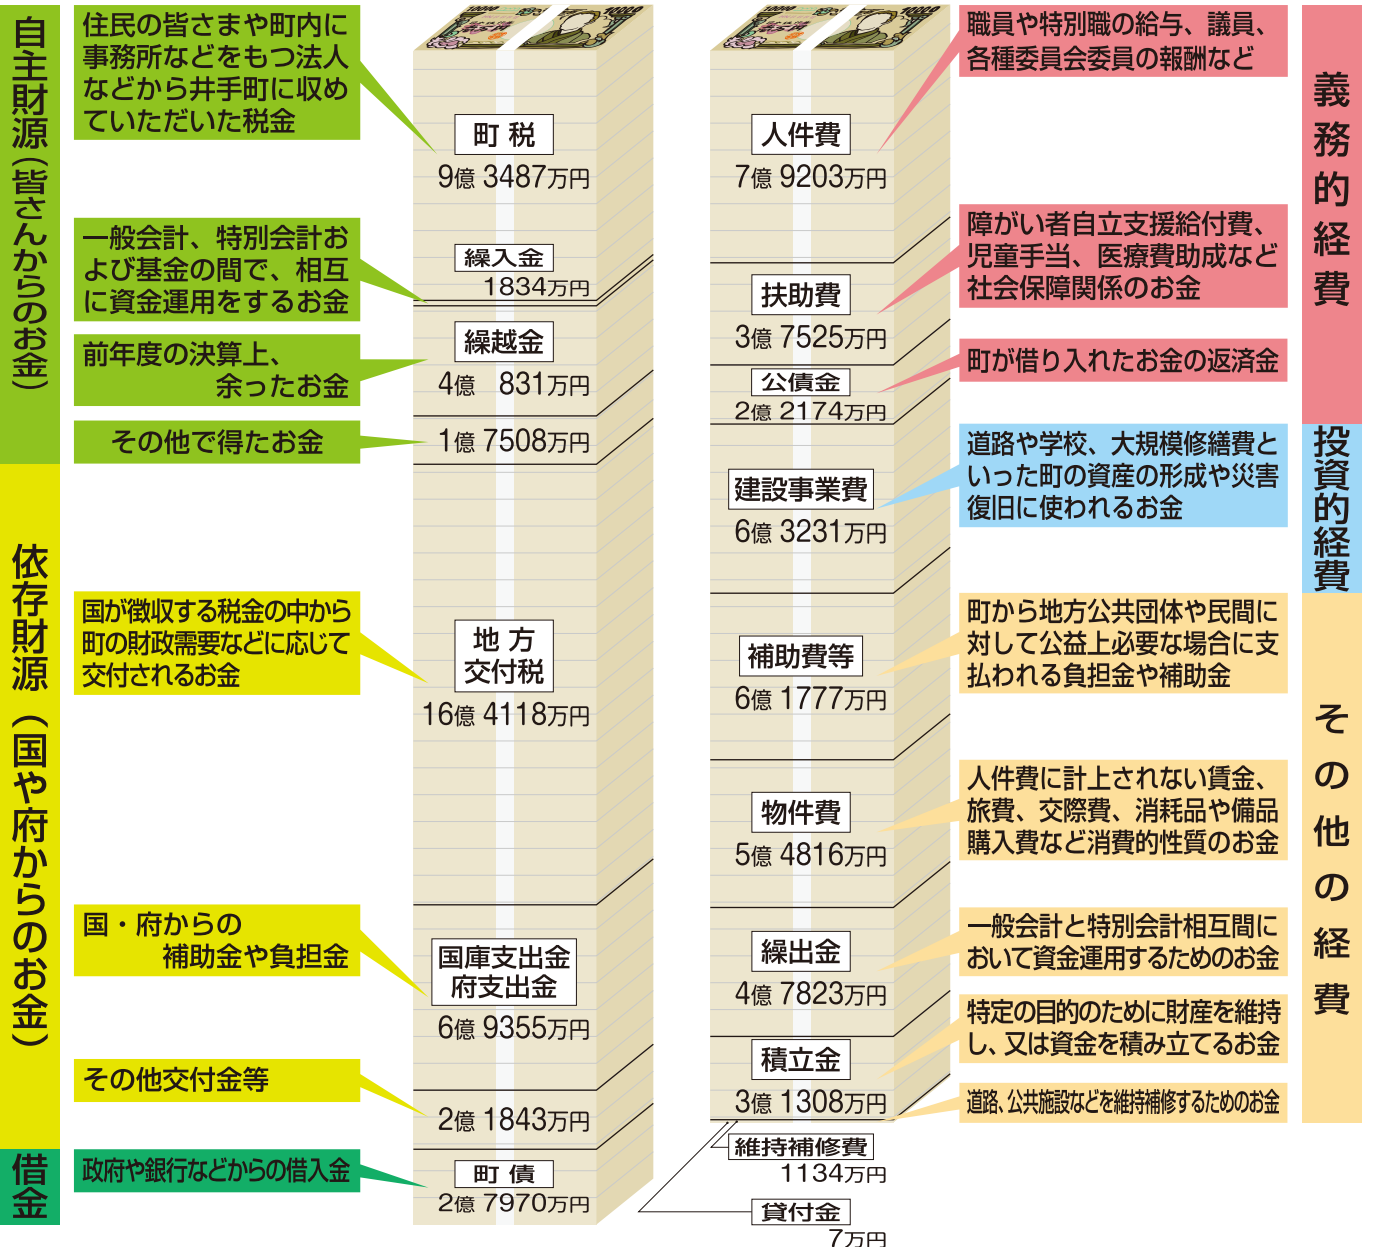 自主財源(皆さんからのお金)
住民の皆さまや町内に
事務所などをもつ法人
などから井手町に収め
ていただいた税金
町税
9億 3487万円
一般会計、特別会計お
よび基金の間で、相互
に資金運用をするお金
繰入金
1834万円
前年度の決算上、
余ったお金
繰越金
4億 831万円
その他で得たお金
1億 7508万円
依存財源(国や府からのお金)
国が徴収する税金の中から
町の財政需要などに応じて
交付されるお金
地方
交付税
16億 4118万円
国・府からの
補助金や負担金
国庫支出金
府支出金
6億 9355万円
その他交付金等
2億 1843万円
借金
政府や銀行などからの借入金
町債
2億 7970万円
10000
10000
義務的経費
人件費
7億 9203万円
職員や特別職の給与、議員、
各種委員会委員の報酬など
扶助費
3億 7525万円
障がい者自立支援給付費、
児童手当、医療費助成など
社会保障関係のお金
公債金
2億 2174万円
町が借り入れたお金の返済金
投資的経費
建設事業費
6億 3231万円
道路や学校、大規模修繕費と
いった町の資産の形成や災害
復旧に使われるお金
その他の経費
補助費等
6億 1777万円
町から地方公共団体や民間に
対して公益上必要な場合に支
払われる負担金や補助金
物件費
5億 4816万円
人件費に計上されない賃金、
旅費、交際費、消耗品や備品
購入費など消費的性質のお金
繰出金
4億 7823万円
一般会計と特別会計相互間に
おいて資金運用するためのお金
積立金
3億 1308万円
特定の目的のために財産を維持
し、又は資金を積み立てるお金
道路、公共施設などを維持補修するためのお金
維持補修費
1134万円
貸付金
7万円